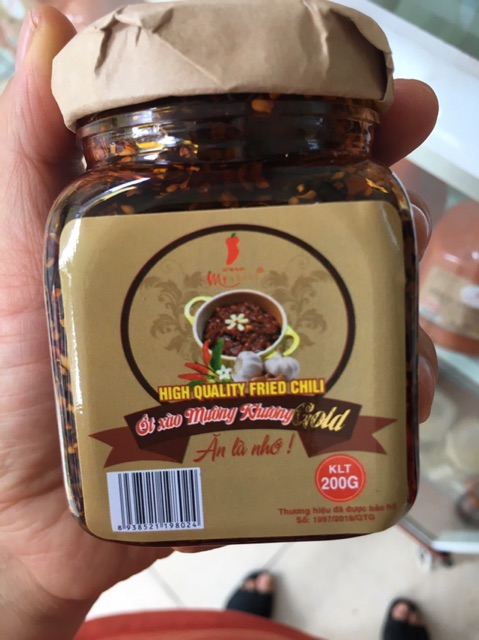 HIGH QUALITY FRIED CHILI
Ớt xào Mường Khương Gold
Ăn là nhớ !
KLT
200G
8 938521 198024
Thương hiệu đã được bảo hộ
Số: 1997/2018/QTG